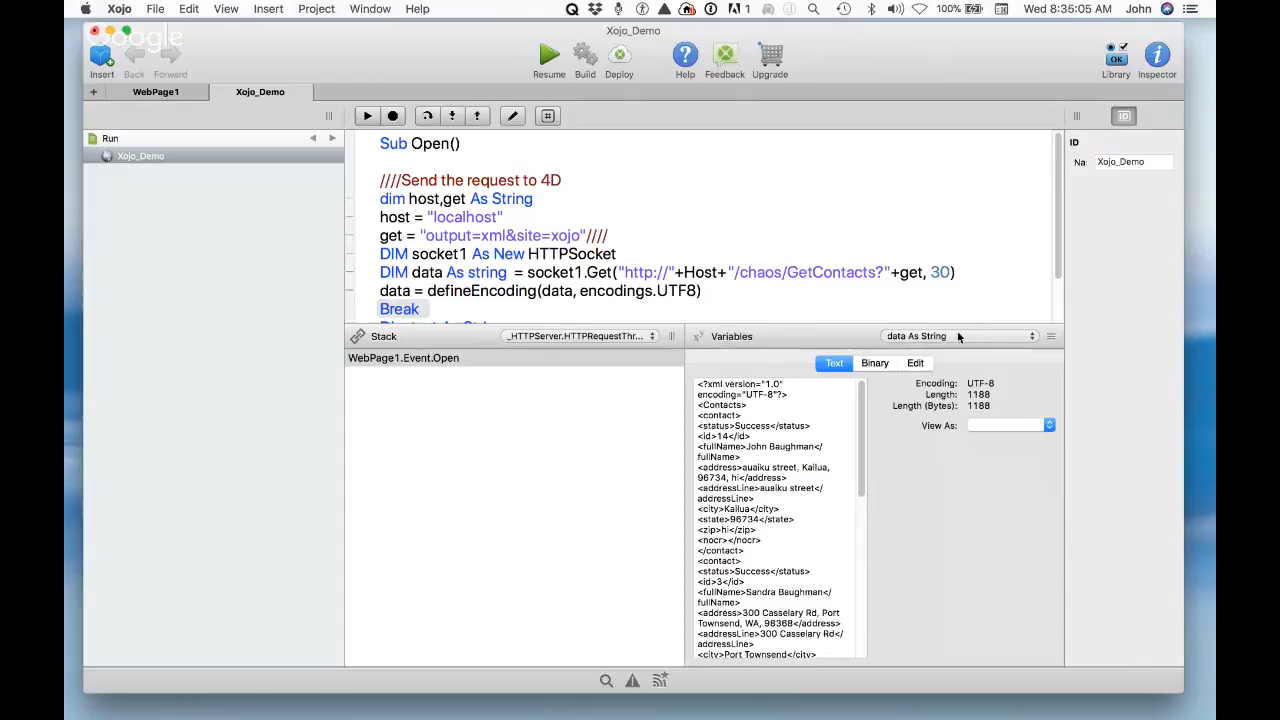 Xojo File Edit View Insert Project Window Help 1 100% Wed 8:35:05 AM John
Google
Xojo_Demo
Insert Back Forward Resume Build Deploy Help Feedback Upgrade OK Library Inspector
+ WebPage1 Xojo_Demo
ID
Run
Xojo_Demo
Sub Open()
////Send the request to 4D
dim host,get As String
host = "localhost"
get = "output=xml&site=xojo"////
DIM socket1 As New HTTPSocket
DIM data As string = socket1.Get("http://"+Host+"/chaos/GetContacts?"+get, 30)
data = defineEncoding(data, encodings.UTF8)
Break
ID
Na Xojo_Demo
Stack _HTTPServer.HTTPRequestThr...
WebPage1.Event.Open
Variables data As String
Text Binary Edit
<?xml version="1.0"
encoding="UTF-8"?>
<Contacts>
<contact>
<status>Success</status>
<id>14</id>
<fullName>John Baughman</
fullName>
<address>auaiku street, Kailua,
96734, hi</address>
<addressLine>auaiku street</
addressLine>
<city>Kailua</city>
<state>96734</state>
<zip>hi</zip>
<nocr></nocr>
</contact>
<contact>
<status>Success</status>
<id>3</id>
<fullName>Sandra Baughman</
fullName>
<address>300 Casselary Rd, Port
Townsend, WA, 98368</address>
<addressLine>300 Casselary Rd</
addressLine>
<city>Port Townsend</city>
Encoding: UTF-8
Length: 1188
Length (Bytes): 1188
View As: